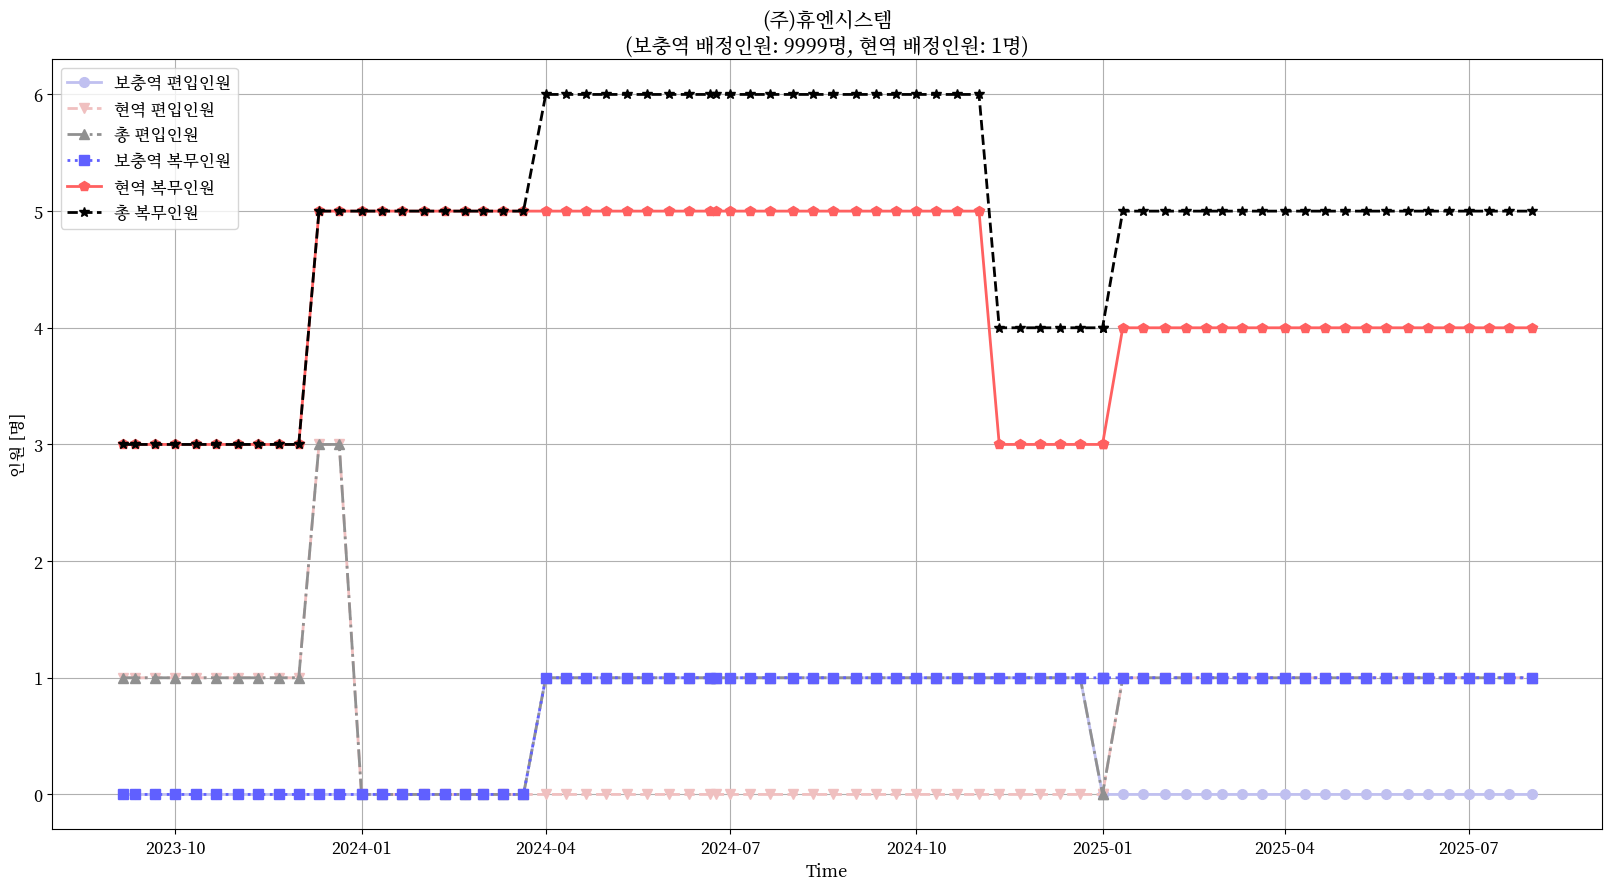 (주)휴엔시스템
(보충역 배정인원: 9999명, 현역 배정인원: 1명)
보충역 편입인원
현역 편입인원
총 편입인원
보충역 복무인원
현역 복무인원
총 복무인원
인원 [명]
6
5
4
3
2
1
0
2023-10
2024-01
2024-04
2024-07
2024-10
2025-01
2025-04
2025-07
Time